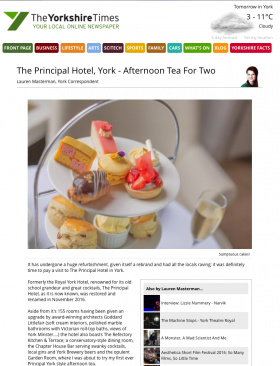 The Yorkshire Times
YOUR LOCAL ONLINE NEWSPAPER
Tomorrow in York
3 - 11°C
Cloudy
FRONT PAGE BUSINESS LIFESTYLE ARTS SCITECH SPORTS FAMILY CARS WHAT'S ON BLOG YORKSHIRE FACTS
The Principal Hotel, York - Afternoon Tea For Two
Lauren Masterman, York Correspondent
Sumptuous cakes!
It has undergone a huge refurbishment, given itself a rebrand and had all the locals raving; it was definitely
time to pay a visit to The Principal Hotel in York.
Formerly the Royal York Hotel, renowned for its old
school grandeur and great cocktails, The Principal
Hotel, as it is now known, was restored and
renamed in November 2016.
Aside from it's 155 rooms having been given an
upgrade by award-winning architects Goddard
Littlefair (soft cream interiors, polished marble
bathrooms with Victorian rolltop baths, views of
York Minster...,) the hotel also boasts The Refectory
Kitchen & Terrace; a conservatory-style dining room,
the Chapter House Bar serving swanky cocktails,
local gins and York Brewery beers and the opulent
Garden Room, where I was about to try my first ever
Principal York style afternoon tea.
Also by Lauren Masterman...
Interview: Lizzie Nunnery - Narvik
The Machine Stops - York Theatre Royal
A Monster, A Mad Scientist And Me
Aesthetica Short Film Festival 2016: So Many
Films, So Little Time